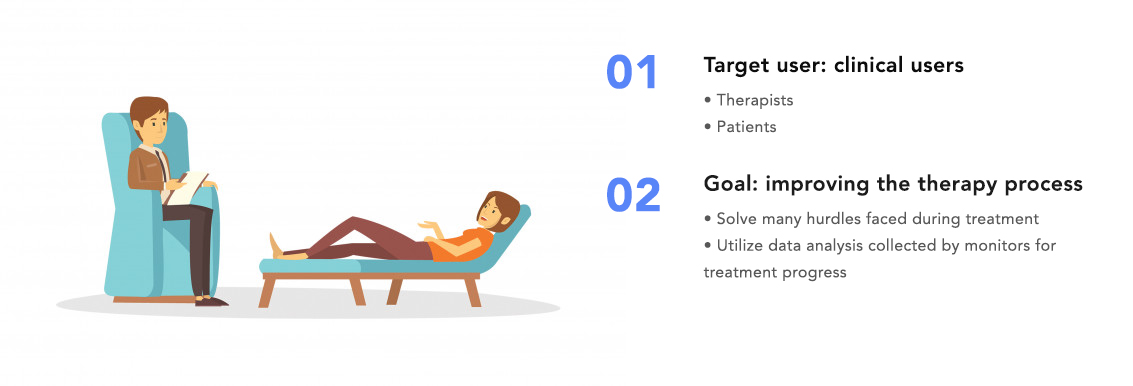 01
Target user: clinical users
• Therapists
• Patients
02
Goal: improving the therapy process
• Solve many hurdles faced during treatment
• Utilize data analysis collected by monitors for
treatment progress